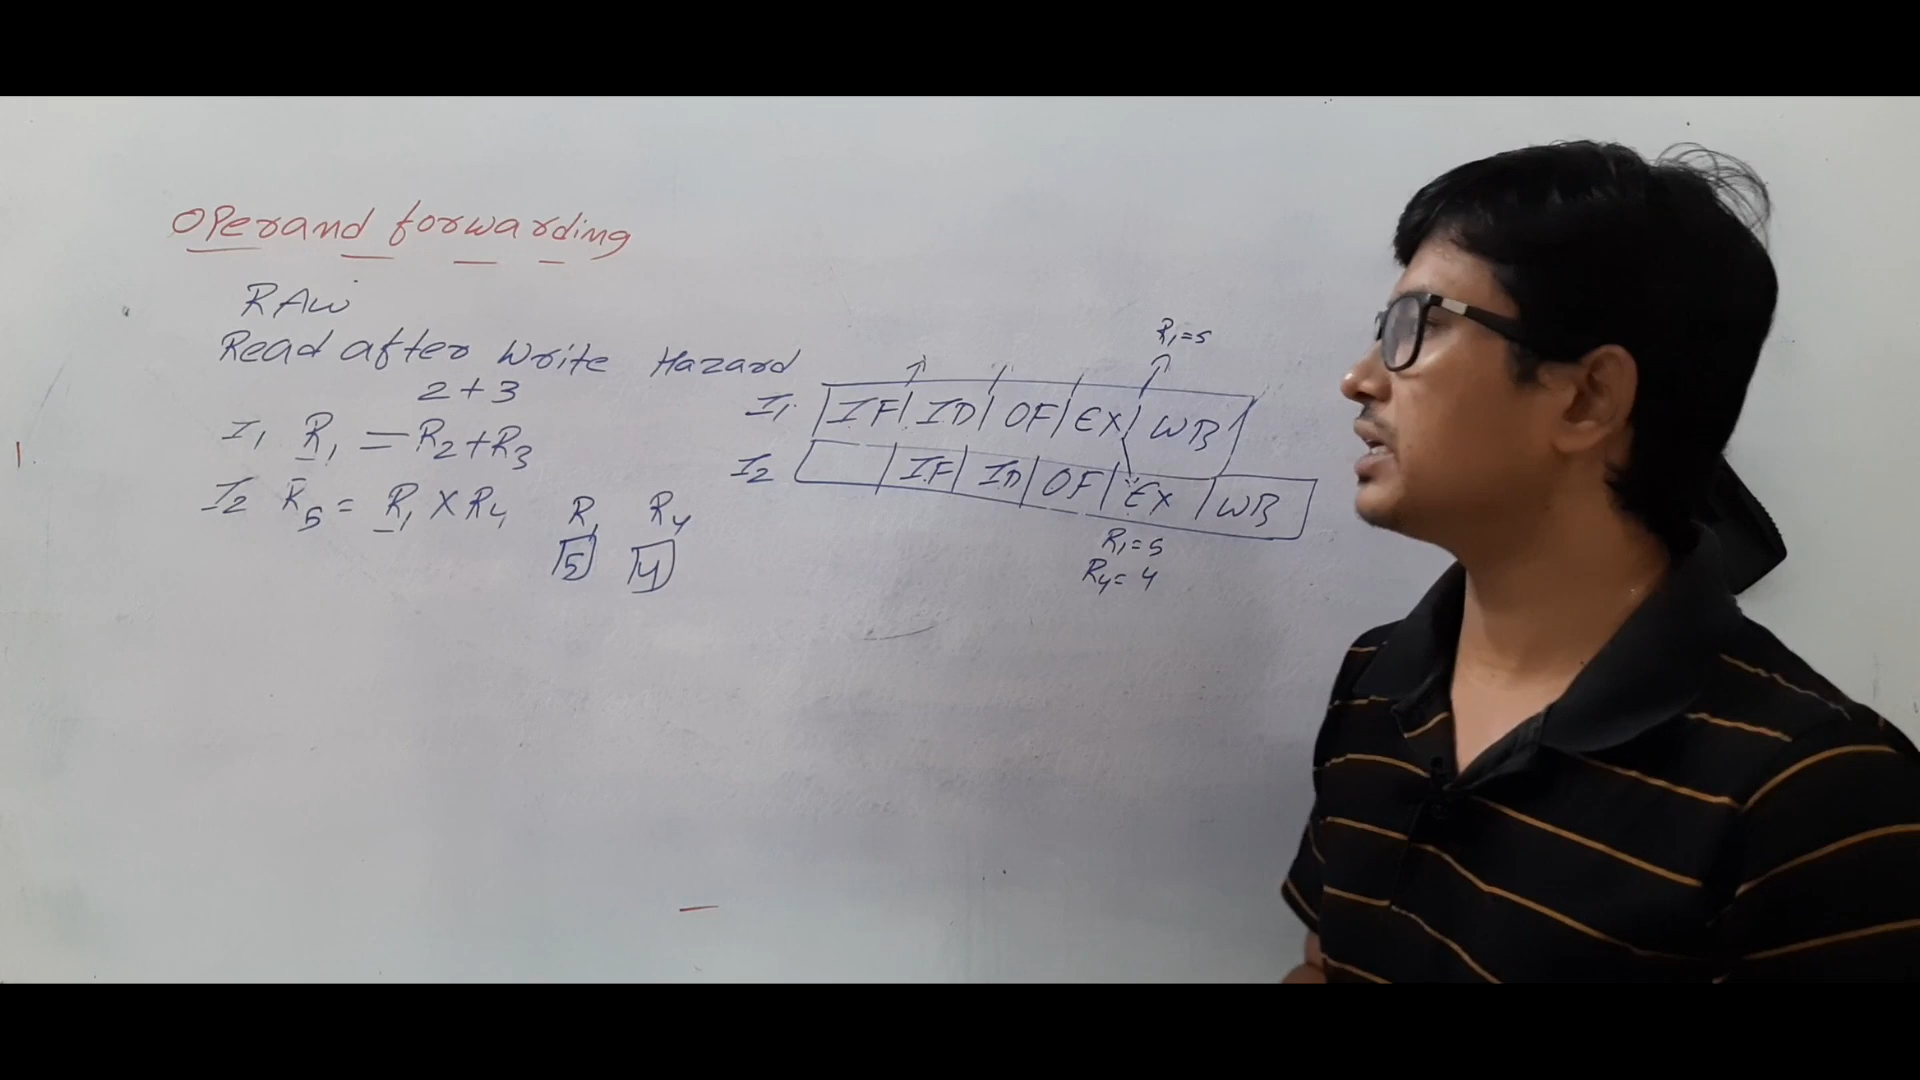 Operand forwarding
RAW
Read after Write Hazard
2 + 3
I1 R1 = R2 + R3
I2 R5 = R1 X R4
R1 R4
5 4
R1 = 5
I1 IF ID OF EX WB
I2 IF ID OF EX WB
R1 = 5
R4 = 4